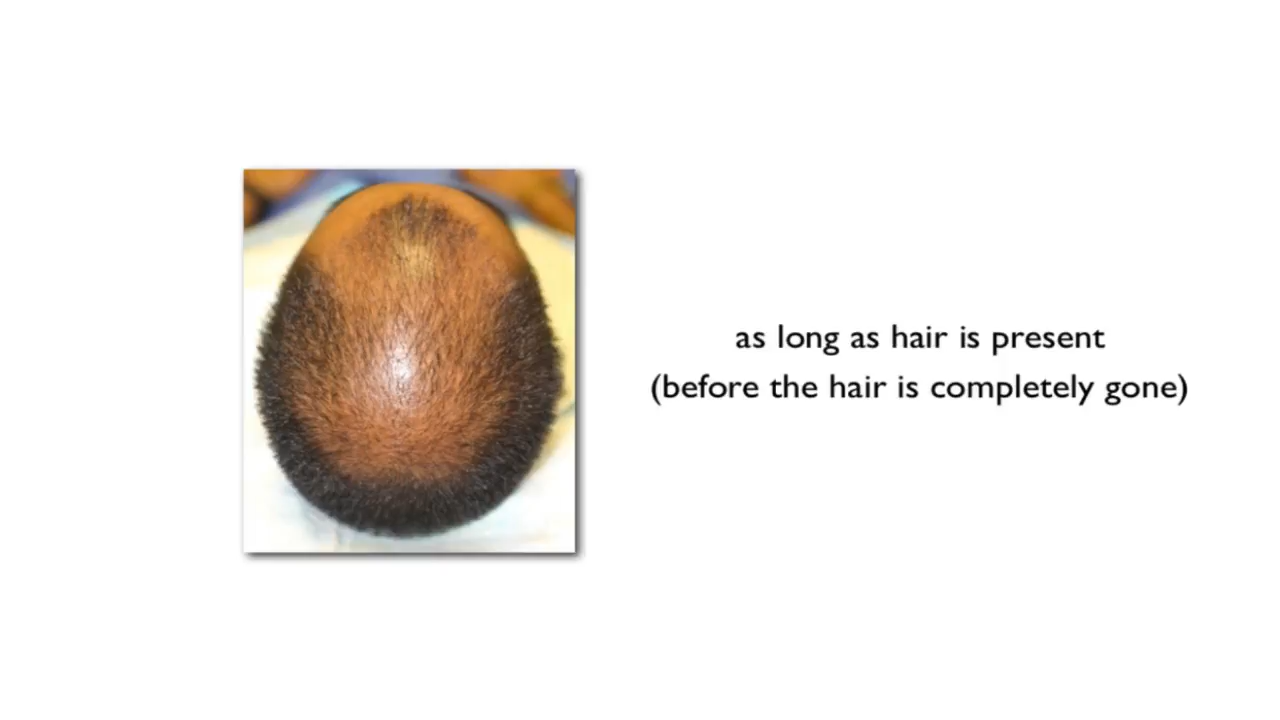 as long as hair is present
(before the hair is completely gone)